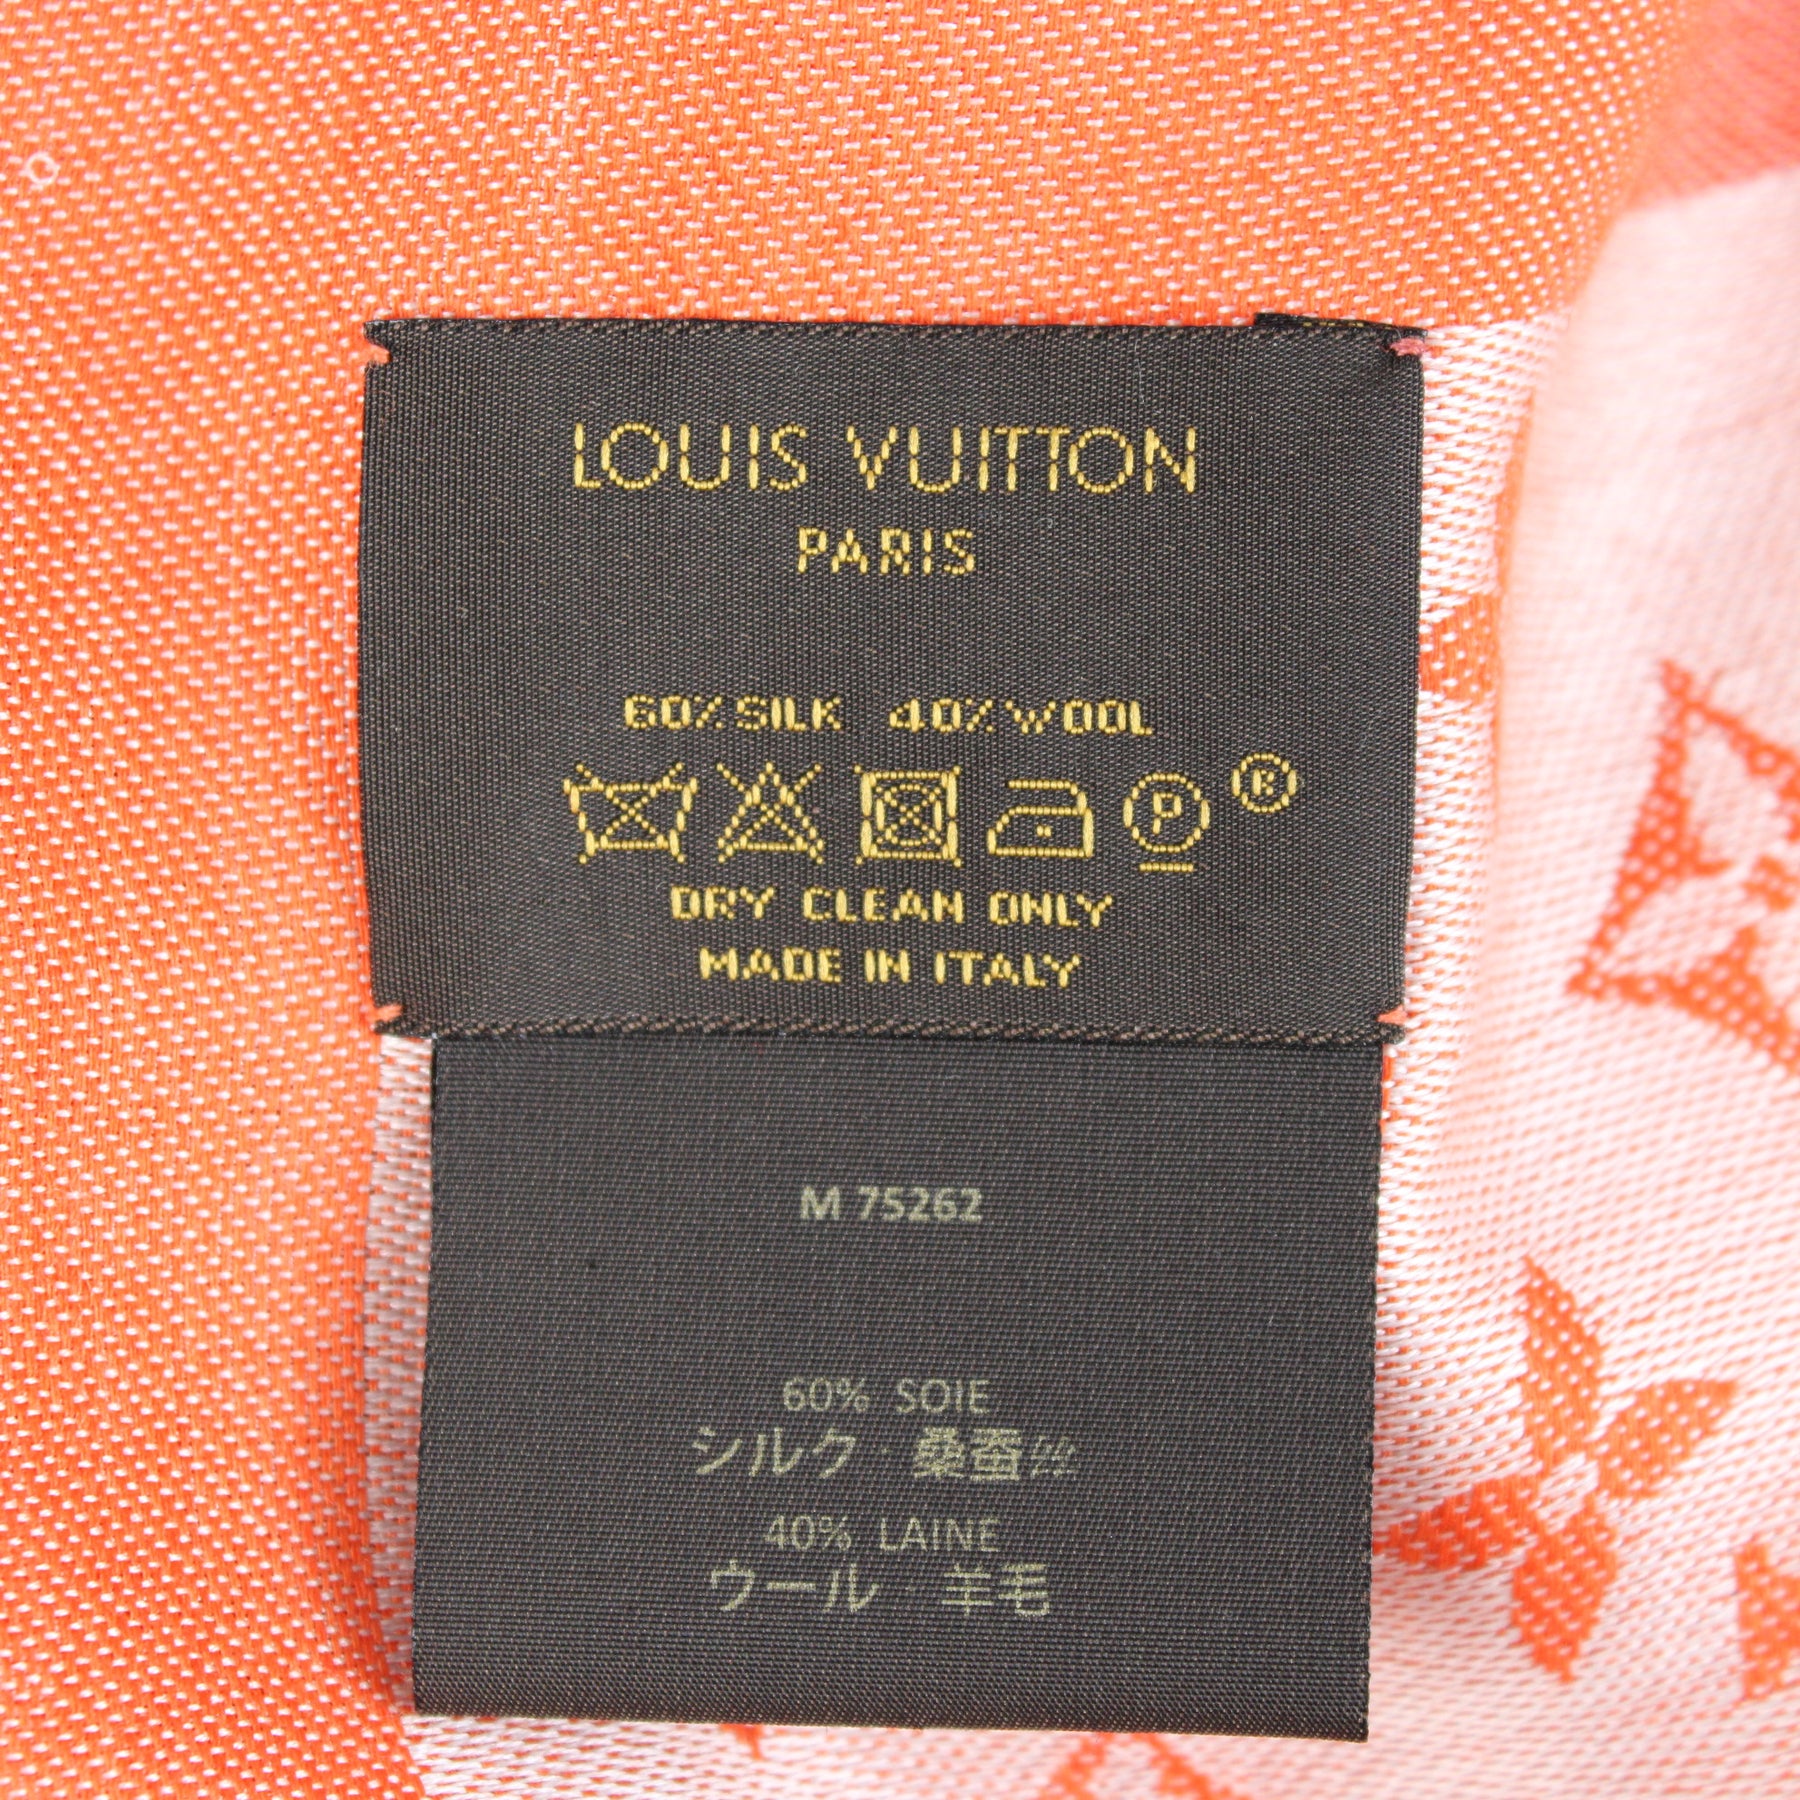 LOUIS VUITTON
PARIS
60% SILK 40% WOOL
P ®
DRY CLEAN ONLY
MADE IN ITALY
M 75262
60% SOIE
シルク · 桑蚕丝
40% LAINE
ウール · 羊毛